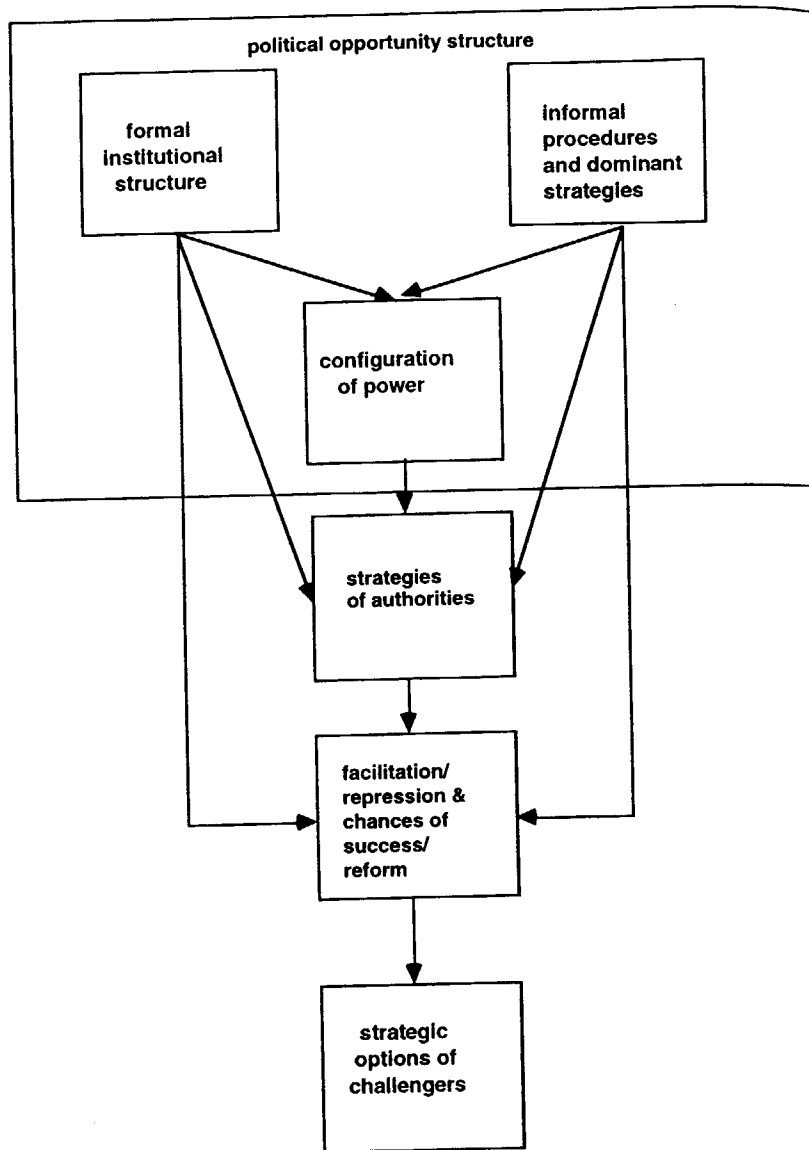 political opportunity structure
formal
institutional
structure
informal
procedures
and dominant
strategies
configuration
of power
strategies
of authorities
facilitation/
repression &
chances of
success/
reform
strategic
options of
challengers